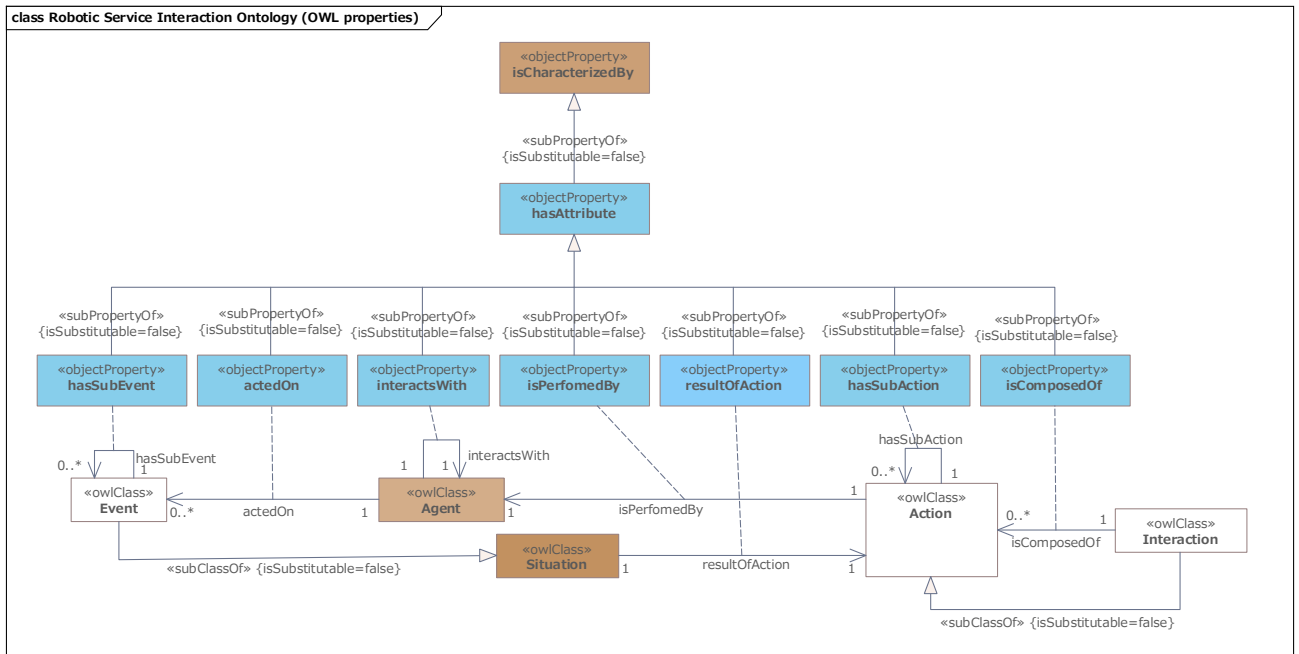 class Robotic Service Interaction Ontology (OWL properties)
«objectProperty»
isCharacterizedBy
«subPropertyOf»
{isSubstitutable=false}
«objectProperty»
hasAttribute
«subPropertyOf»
{isSubstitutable=false}
«subPropertyOf»
{isSubstitutable=false}
«subPropertyOf»
{isSubstitutable=false}
«subPropertyOf»
{isSubstitutable=false}
«subPropertyOf»
{isSubstitutable=false}
«subPropertyOf»
{isSubstitutable=false}
«subPropertyOf»
{isSubstitutable=false}
«objectProperty»
hasSubEvent
«objectProperty»
actedOn
«objectProperty»
interactsWith
«objectProperty»
isPerfomedBy
«objectProperty»
resultOfAction
«objectProperty»
hasSubAction
«objectProperty»
isComposedOf
hasSubEvent
0..*
1
1
1
interactsWith
hasSubAction
0..*
1
«owlClass»
Event
0..*
actedOn
1
«owlClass»
Agent
1
isPerfomedBy
1
«owlClass»
Action
0..*
1
isComposedOf
«owlClass»
Interaction
«subClassOf» {isSubstitutable=false}
«owlClass»
Situation
1
resultOfAction
1
«subClassOf» {isSubstitutable=false}